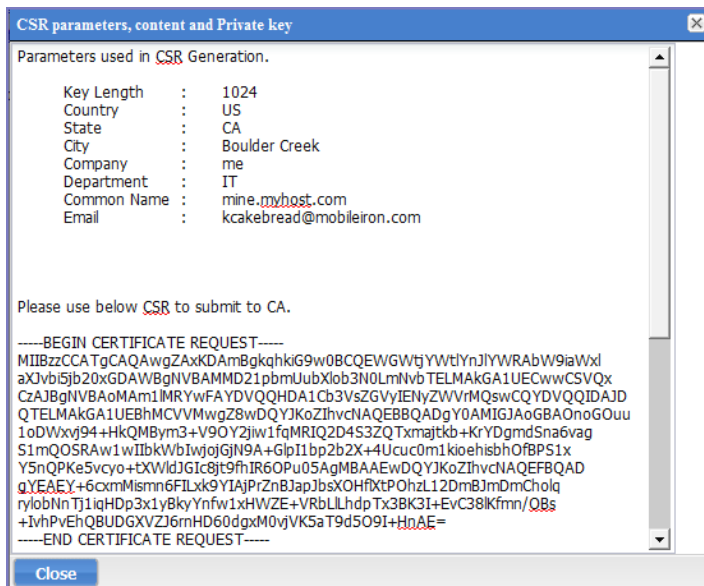 CSR parameters, content and Private key
Parameters used in CSR Generation.
Key Length : 1024
Country : US
State : CA
City : Boulder Creek
Company : me
Department : IT
Common Name : mine.myhost.com
Email : kcakebread@mobileiron.com
Please use below CSR to submit to CA.
-----BEGIN CERTIFICATE REQUEST-----
MIIBzzCCATgCAQAwgZAxKDAmBgkqhkiG9w0BCQEWGWtjYWtlYnJlYWRAbW9iaWxl
aXJvbi5jb20xGDAWBgNVBAMMD21pbmUubXlob3N0LmNvbTELMAkGA1UECwwCSVQx
CzAJBgNVBAoMAm1lMRYwFAYDVQQHDA1Cb3VsZGVyIENyZWVrMQswCQYDVQQIDAJD
QTELMAkGA1UEBhMCVVMwgZ8wDQYJKoZIhvcNAQEBBQADgY0AMIGJAoGBAOnoGOuu
1oDWxvj94+HkQMBym3+V9OY2jiw1fqMRIQ2D4S3ZQTxmajtkb+KrYDgmdSna6vag
S1mQOSRAw1wIIbkWbIwjojGjN9A+GlpI1bp2b2X+4Ucuc0m1kioehisbhOfBPS1x
Y5nQPKe5vcyo+tXWldJGIc8jt9fhIR6OPu05AgMBAAEwDQYJKoZIhvcNAQEFBQAD
gYEAEY+6cxmMismn6FILxk9YIAjPrZnBJapJbsXOHflXtPOhzL12DmBJmDmCholq
rylobNnTj1iqHDp3x1yBkyYnfw1xHWZE+VRbLlLhdpTx3BK3I+EvC38lKfmn/OBs
+IvhPvEhQBUDGXVZJ6rnHD60dgxM0vjVK5aT9d5O9I+HnAE=
-----END CERTIFICATE REQUEST-----
Close